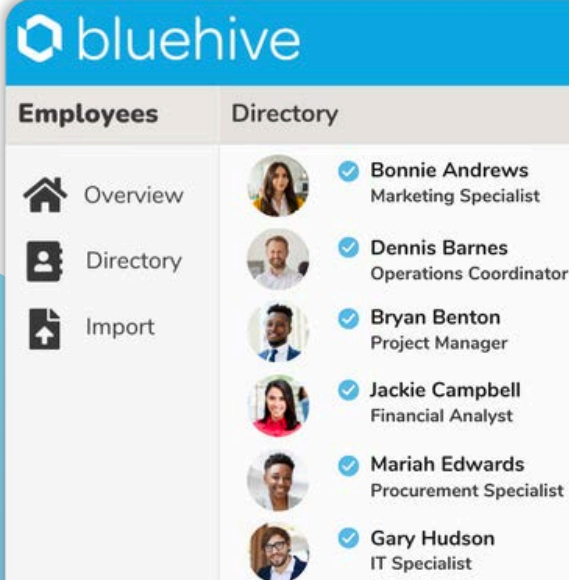 bluehive
Employees
Directory
Overview
Directory
Import
Bonnie Andrews
Marketing Specialist
Dennis Barnes
Operations Coordinator
Bryan Benton
Project Manager
Jackie Campbell
Financial Analyst
Mariah Edwards
Procurement Specialist
Gary Hudson
IT Specialist